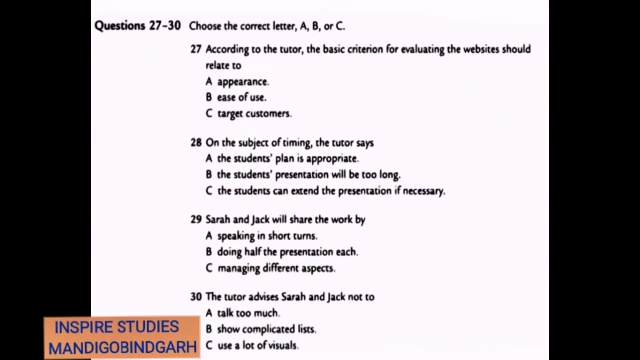 Questions 27-30 Choose the correct letter, A, B, or C.
27 According to the tutor, the basic criterion for evaluating the websites should
relate to
A appearance.
B ease of use.
C target customers.
28 On the subject of timing, the tutor says
A the students' plan is appropriate.
B the students' presentation will be too long.
C the students can extend the presentation if necessary.
29 Sarah and Jack will share the work by
A speaking in short turns.
B doing half the presentation each.
C managing different aspects.
30 The tutor advises Sarah and Jack not to
A talk too much.
B show complicated lists.
C use a lot of visuals.
INSPIRE STUDIES
MANDIGOBINDGARH